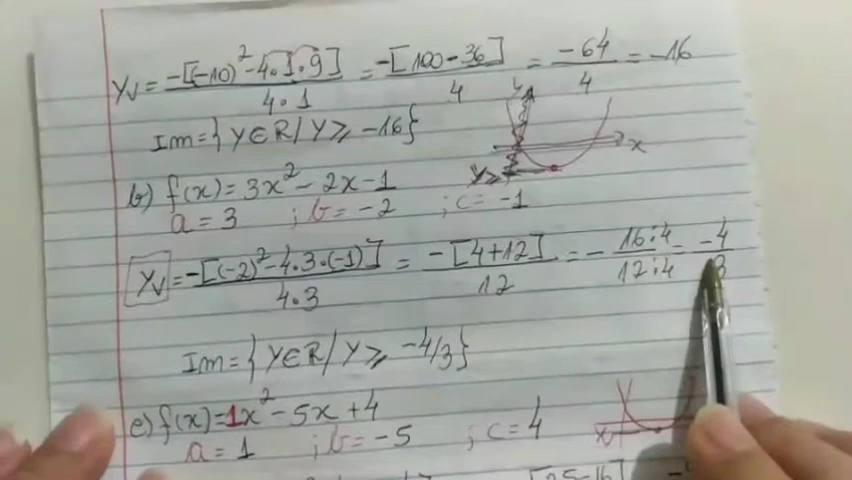 Yv = -[(-10)² - 4.1.9] / 4.1 = -[100 - 36] / 4 = -64 / 4 = -16
Im = {Y ∈ R / Y ≥ -16}
y
x
Yv
b) f(x) = 3x² - 2x - 1
a = 3 ; b = -2 ; c = -1
Yv = -[(-2)² - 4.3.(-1)] / 4.3 = -[4 + 12] / 12 = - 16:4 / 12:4 = -4 / 3
Im = {Y ∈ R / Y ≥ -4/3}
e) f(x) = 1x² - 5x + 4
a = 1 ; b = -5 ; c = 4